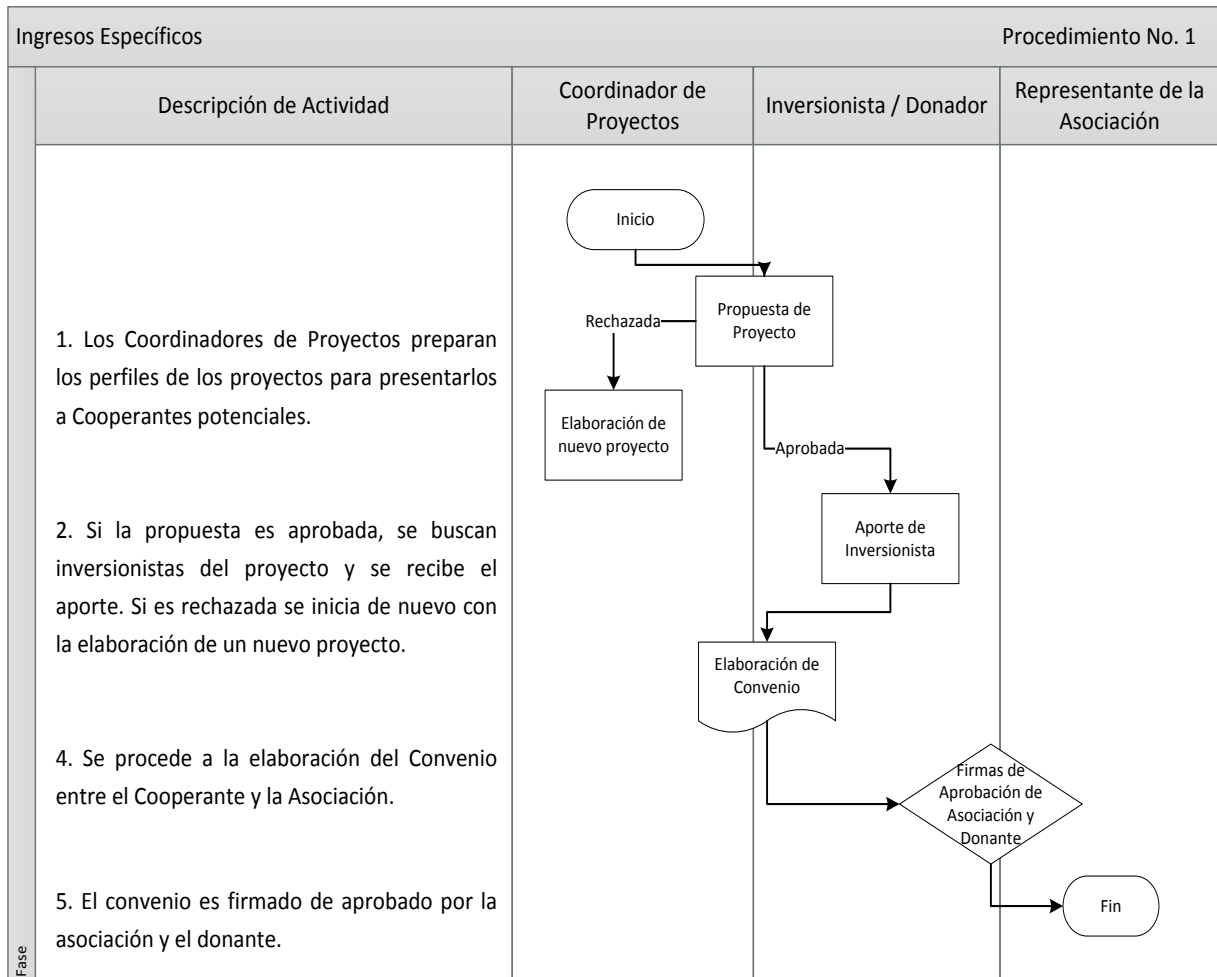 Ingresos Específicos
Procedimiento No. 1
Descripción de Actividad
Coordinador de
Proyectos
Inversionista / Donador
Representante de la
Asociación
1. Los Coordinadores de Proyectos preparan
los perfiles de los proyectos para presentarlos
a Cooperantes potenciales.
2. Si la propuesta es aprobada, se buscan
inversionistas del proyecto y se recibe el
aporte. Si es rechazada se inicia de nuevo con
la elaboración de un nuevo proyecto.
4. Se procede a la elaboración del Convenio
entre el Cooperante y la Asociación.
5. El convenio es firmado de aprobado por la
asociación y el donante.
Inicio
Propuesta de
Proyecto
Rechazada
Elaboración de
nuevo proyecto
Aprobada
Aporte de
Inversionista
Elaboración de
Convenio
Firmas de
Aprobación de
Asociación y
Donante
Fin
Fase